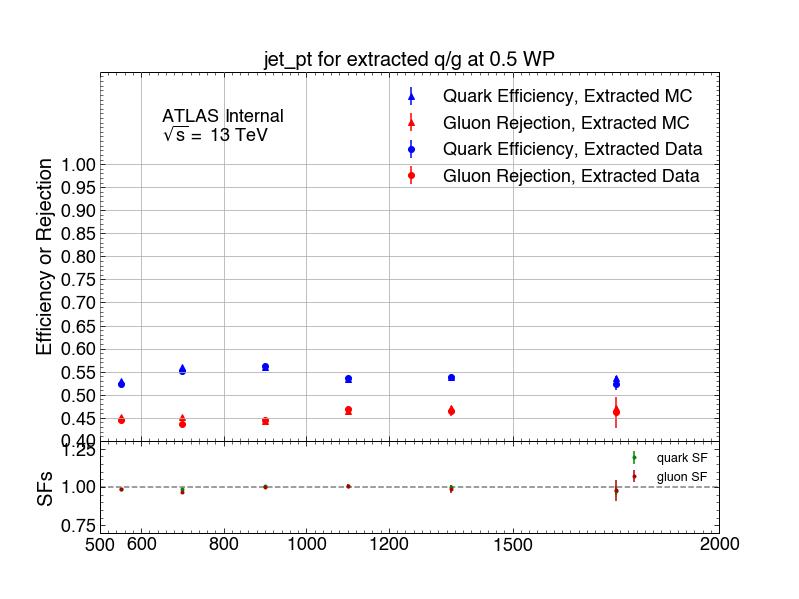 jet_pt for extracted q/g at 0.5 WP
ATLAS Internal
√s = 13 TeV
Quark Efficiency, Extracted MC
Gluon Rejection, Extracted MC
Quark Efficiency, Extracted Data
Gluon Rejection, Extracted Data
Efficiency or Rejection
1.00
0.95
0.90
0.85
0.80
0.75
0.70
0.65
0.60
0.55
0.50
0.45
0.40
SFs
1.25
1.00
0.75
quark SF
gluon SF
500 600 800 1000 1200 1500 2000